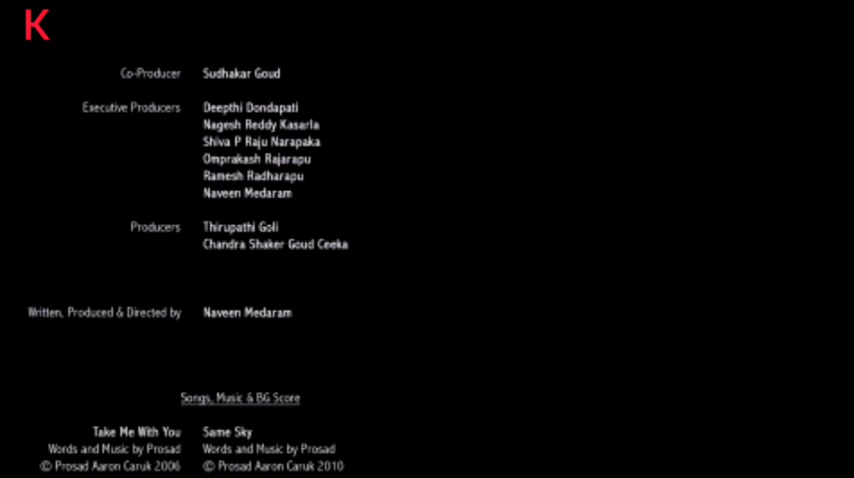 K
Co-Producer Sudhakar Goud
Executive Producers Deepthi Dondapati
Nagesh Reddy Kasarla
Shiva P Raju Narapaka
Omprakash Rajarapu
Ramesh Radharapu
Naveen Medaram
Producers Thirupathi Goli
Chandra Shaker Goud Ceeka
Written, Produced & Directed by Naveen Medaram
Songs, Music & BG Score
Take Me With You Same Sky
Words and Music by Prosad Words and Music by Prosad
© Prosad Aaron Caruk 2006 © Prosad Aaron Caruk 2010